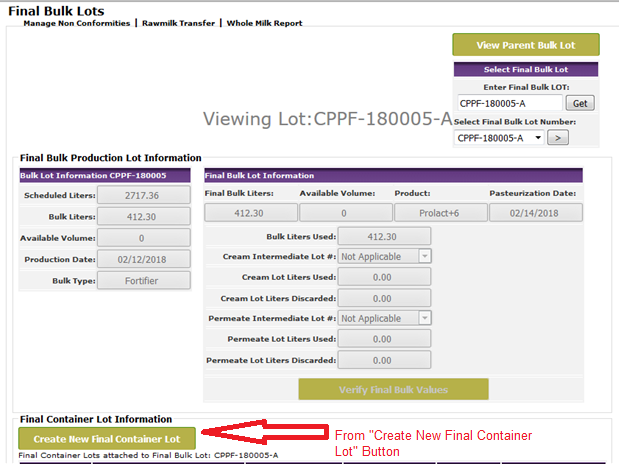 Final Bulk Lots
Manage Non Conformities | Rawmilk Transfer | Whole Milk Report
View Parent Bulk Lot
Select Final Bulk Lot
Enter Final Bulk LOT:
CPPF-180005-A Get
Select Final Bulk Lot Number:
CPPF-180005-A >
Viewing Lot:CPPF-180005-A
Final Bulk Production Lot Information
Bulk Lot Information CPPF-180005
Scheduled Liters: 2717.36
Bulk Liters: 412.30
Available Volume: 0
Production Date: 02/12/2018
Bulk Type: Fortifier
Final Bulk Lot Information
Final Bulk Liters: Available Volume: Product: Pasteurization Date:
412.30 0 Prolact+6 02/14/2018
Bulk Liters Used: 412.30
Cream Intermediate Lot #: Not Applicable
Cream Lot Liters Used: 0.00
Cream Lot Liters Discarded: 0.00
Permeate Intermediate Lot #: Not Applicable
Permeate Lot Liters Used: 0.00
Permeate Lot Liters Discarded: 0.00
Verify Final Bulk Values
Final Container Lot Information
Create New Final Container Lot
From "Create New Final Container
Lot" Button
Final Container Lots attached to Final Bulk Lot: CPPF-180005-A